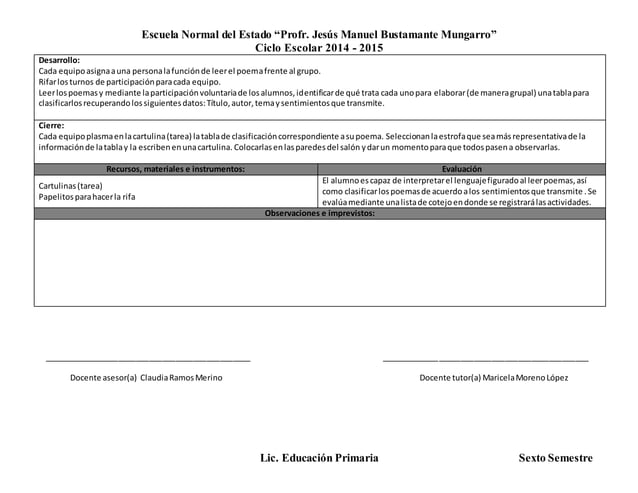 Escuela Normal del Estado “Profr. Jesús Manuel Bustamante Mungarro”
Ciclo Escolar 2014 - 2015
Desarrollo:
Cada equipo asigna a una persona la función de leer el poema frente al grupo.
Rifar los turnos de participación para cada equipo.
Leer los poemas y mediante la participación voluntaria de los alumnos, identificar de qué trata cada uno para elaborar (de manera grupal) una tabla para
clasificarlos recuperando los siguientes datos: Título, autor, tema y sentimientos que transmite.
Cierre:
Cada equipo plasma en la cartulina (tarea) la tabla de clasificación correspondiente a su poema. Seleccionan la estrofa que sea más representativa de la
información de la tabla y la escriben en una cartulina. Colocarlas en las paredes del salón y dar un momento para que todos pasen a observarlas.
Recursos, materiales e instrumentos: Evaluación
Cartulinas (tarea)
Papelitos para hacer la rifa
El alumno es capaz de interpretar el lenguaje figurado al leer poemas, así
como clasificar los poemas de acuerdo a los sentimientos que transmite . Se
evalúa mediante una lista de cotejo en donde se registrará las actividades.
Observaciones e imprevistos:
Docente asesor(a) Claudia Ramos Merino Docente tutor(a) Maricela Moreno López
Lic. Educación Primaria Sexto Semestre